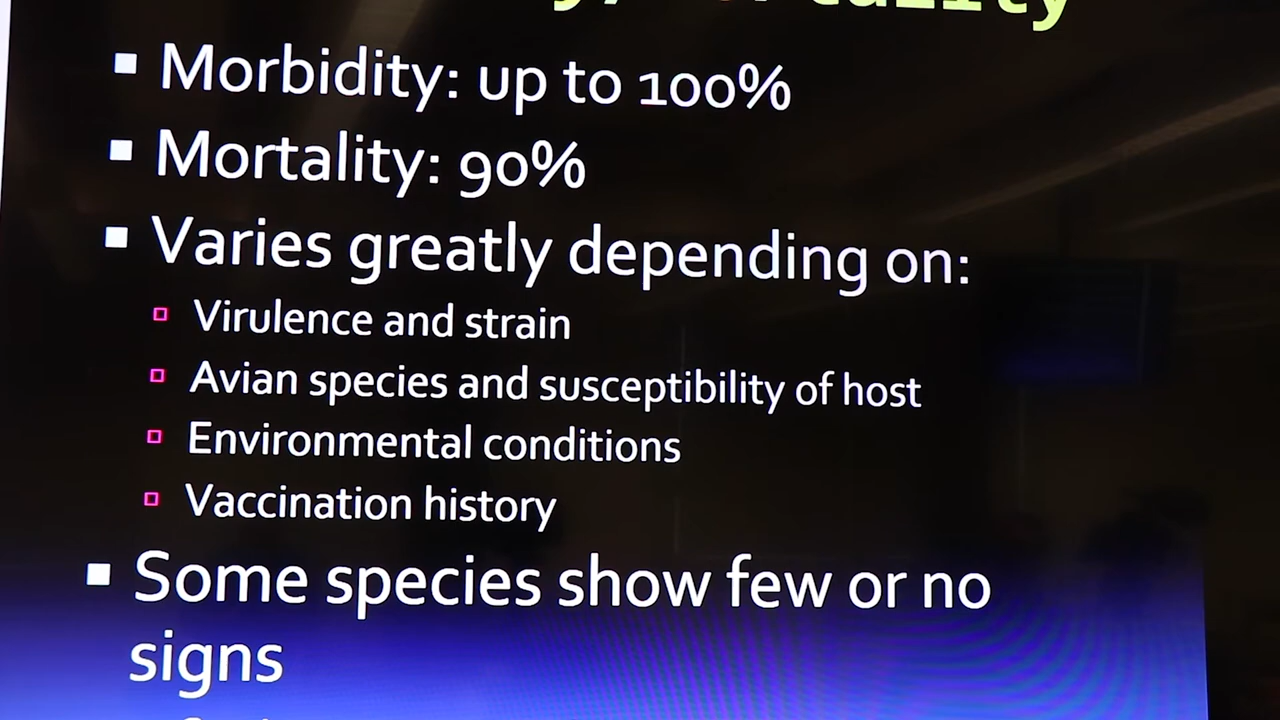 Morbidity: up to 100%
Mortality: 90%
Varies greatly depending on:
Virulence and strain
Avian species and susceptibility of host
Environmental conditions
Vaccination history
Some species show few or no
signs